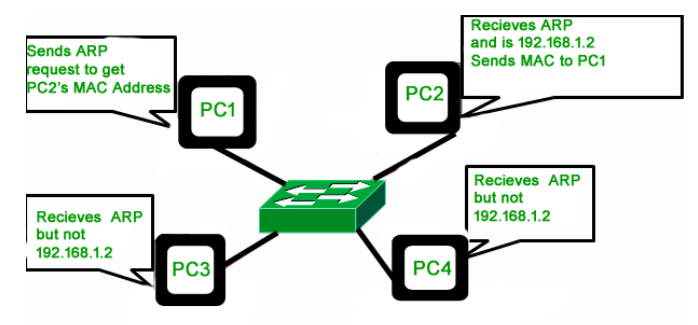 Sends ARP
request to get
PC2's MAC Address
PC1
Recieves ARP
and is 192.168.1.2
Sends MAC to PC1
PC2
Recieves ARP
but not
192.168.1.2
PC3
Recieves ARP
but not
192.168.1.2
PC4